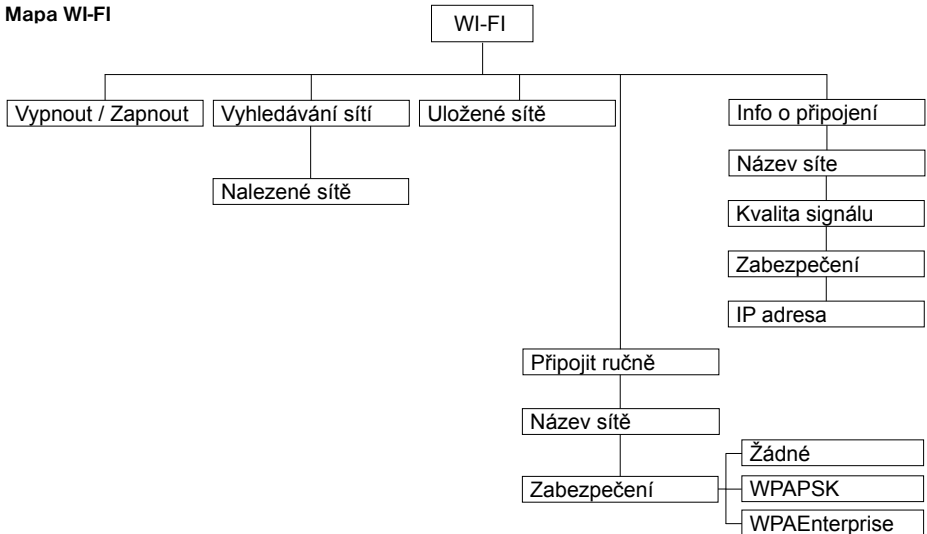 Mapa WI-FI
WI-FI
Vypnout / Zapnout
Vyhledávání sítí
Uložené sítě
Info o připojení
Nalezené sítě
Název síte
Kvalita signálu
Zabezpečení
IP adresa
Připojit ručně
Název sítě
Zabezpečení
Žádné
WPAPSK
WPAEnterprise